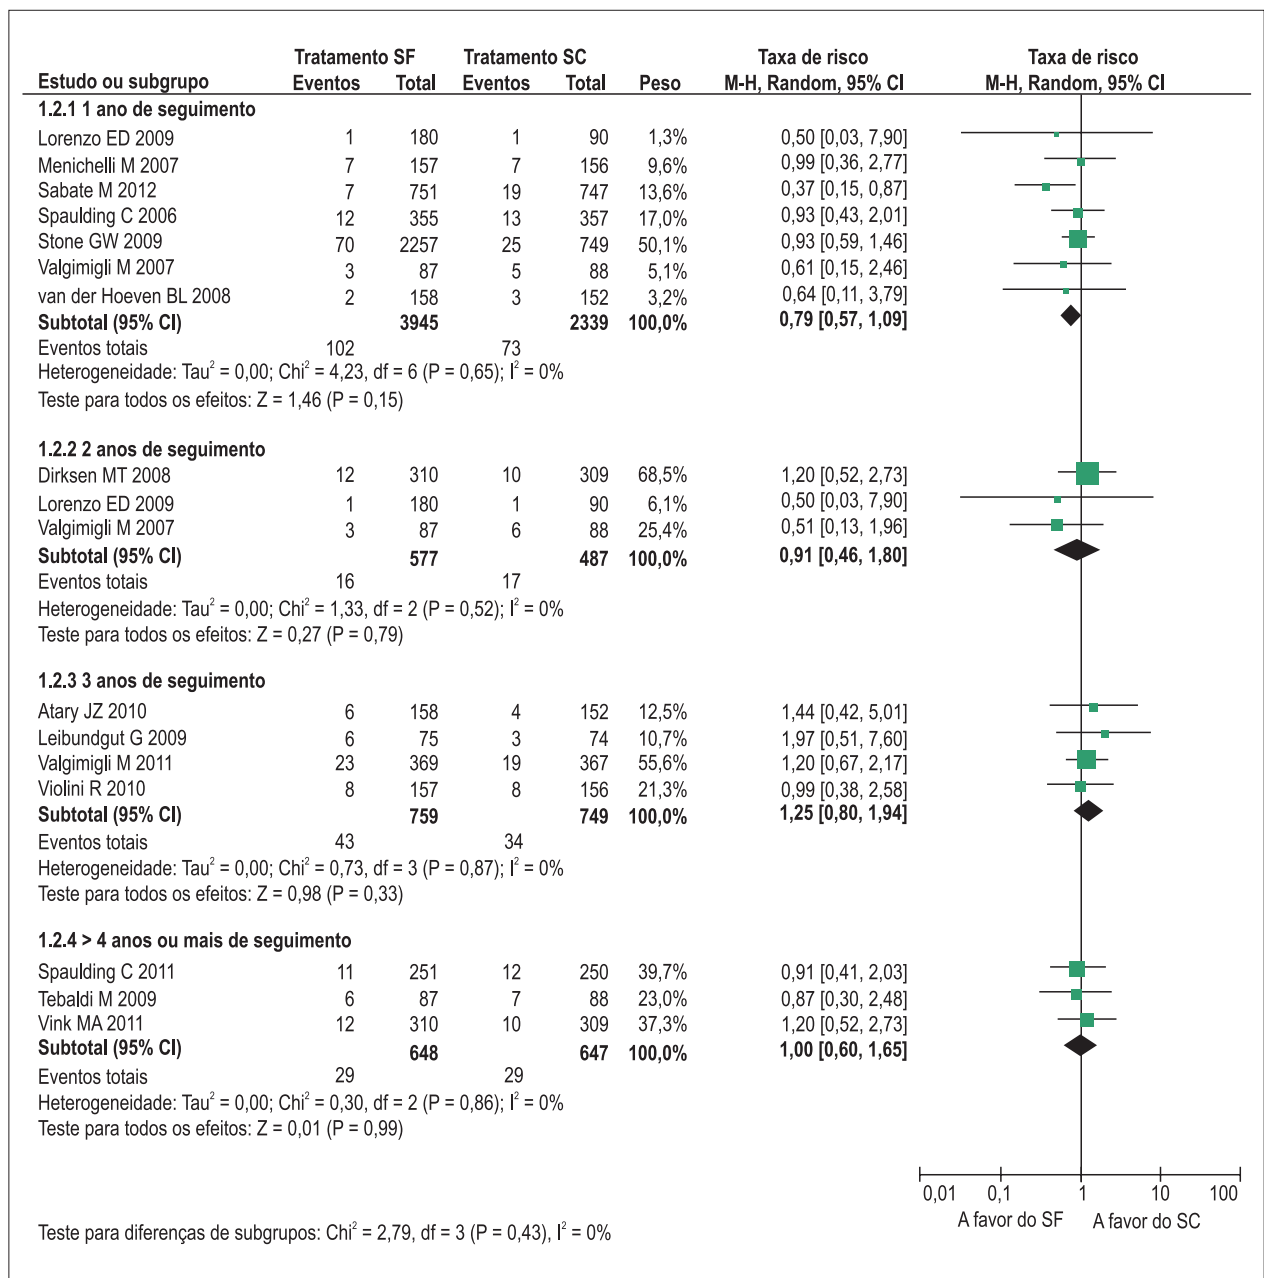 Tratamento SF Tratamento SC Taxa de risco Taxa de risco
Estudo ou subgrupo Eventos Total Eventos Total Peso M-H, Random, 95% CI M-H, Random, 95% CI
1.2.1 1 ano de seguimento
Lorenzo ED 2009 1 180 1 90 1,3% 0,50 [0,03, 7,90]
Menichelli M 2007 7 157 7 156 9,6% 0,99 [0,36, 2,77]
Sabate M 2012 7 751 19 747 13,6% 0,37 [0,15, 0,87]
Spaulding C 2006 12 355 13 357 17,0% 0,93 [0,43, 2,01]
Stone GW 2009 70 2257 25 749 50,1% 0,93 [0,59, 1,46]
Valgimigli M 2007 3 87 5 88 5,1% 0,61 [0,15, 2,46]
van der Hoeven BL 2008 2 158 3 152 3,2% 0,64 [0,11, 3,79]
Subtotal (95% CI) 3945 2339 100,0% 0,79 [0,57, 1,09]
Eventos totais 102 73
Heterogeneidade: Tau² = 0,00; Chi² = 4,23, df = 6 (P = 0,65); I² = 0%
Teste para todos os efeitos: Z = 1,46 (P = 0,15)
1.2.2 2 anos de seguimento
Dirksen MT 2008 12 310 10 309 68,5% 1,20 [0,52, 2,73]
Lorenzo ED 2009 1 180 1 90 6,1% 0,50 [0,03, 7,90]
Valgimigli M 2007 3 87 6 88 25,4% 0,51 [0,13, 1,96]
Subtotal (95% CI) 577 487 100,0% 0,91 [0,46, 1,80]
Eventos totais 16 17
Heterogeneidade: Tau² = 0,00; Chi² = 1,33, df = 2 (P = 0,52); I² = 0%
Teste para todos os efeitos: Z = 0,27 (P = 0,79)
1.2.3 3 anos de seguimento
Atary JZ 2010 6 158 4 152 12,5% 1,44 [0,42, 5,01]
Leibundgut G 2009 6 75 3 74 10,7% 1,97 [0,51, 7,60]
Valgimigli M 2011 23 369 19 367 55,6% 1,20 [0,67, 2,17]
Violini R 2010 8 157 8 156 21,3% 0,99 [0,38, 2,58]
Subtotal (95% CI) 759 749 100,0% 1,25 [0,80, 1,94]
Eventos totais 43 34
Heterogeneidade: Tau² = 0,00; Chi² = 0,73, df = 3 (P = 0,87); I² = 0%
Teste para todos os efeitos: Z = 0,98 (P = 0,33)
1.2.4 > 4 anos ou mais de seguimento
Spaulding C 2011 11 251 12 250 39,7% 0,91 [0,41, 2,03]
Tebaldi M 2009 6 87 7 88 23,0% 0,87 [0,30, 2,48]
Vink MA 2011 12 310 10 309 37,3% 1,20 [0,52, 2,73]
Subtotal (95% CI) 648 647 100,0% 1,00 [0,60, 1,65]
Eventos totais 29 29
Heterogeneidade: Tau² = 0,00; Chi² = 0,30, df = 2 (P = 0,86); I² = 0%
Teste para todos os efeitos: Z = 0,01 (P = 0,99)
0,01 0,1 1 10 100
A favor do SF A favor do SC
Teste para diferenças de subgrupos: Chi² = 2,79, df = 3 (P = 0,43), I² = 0%